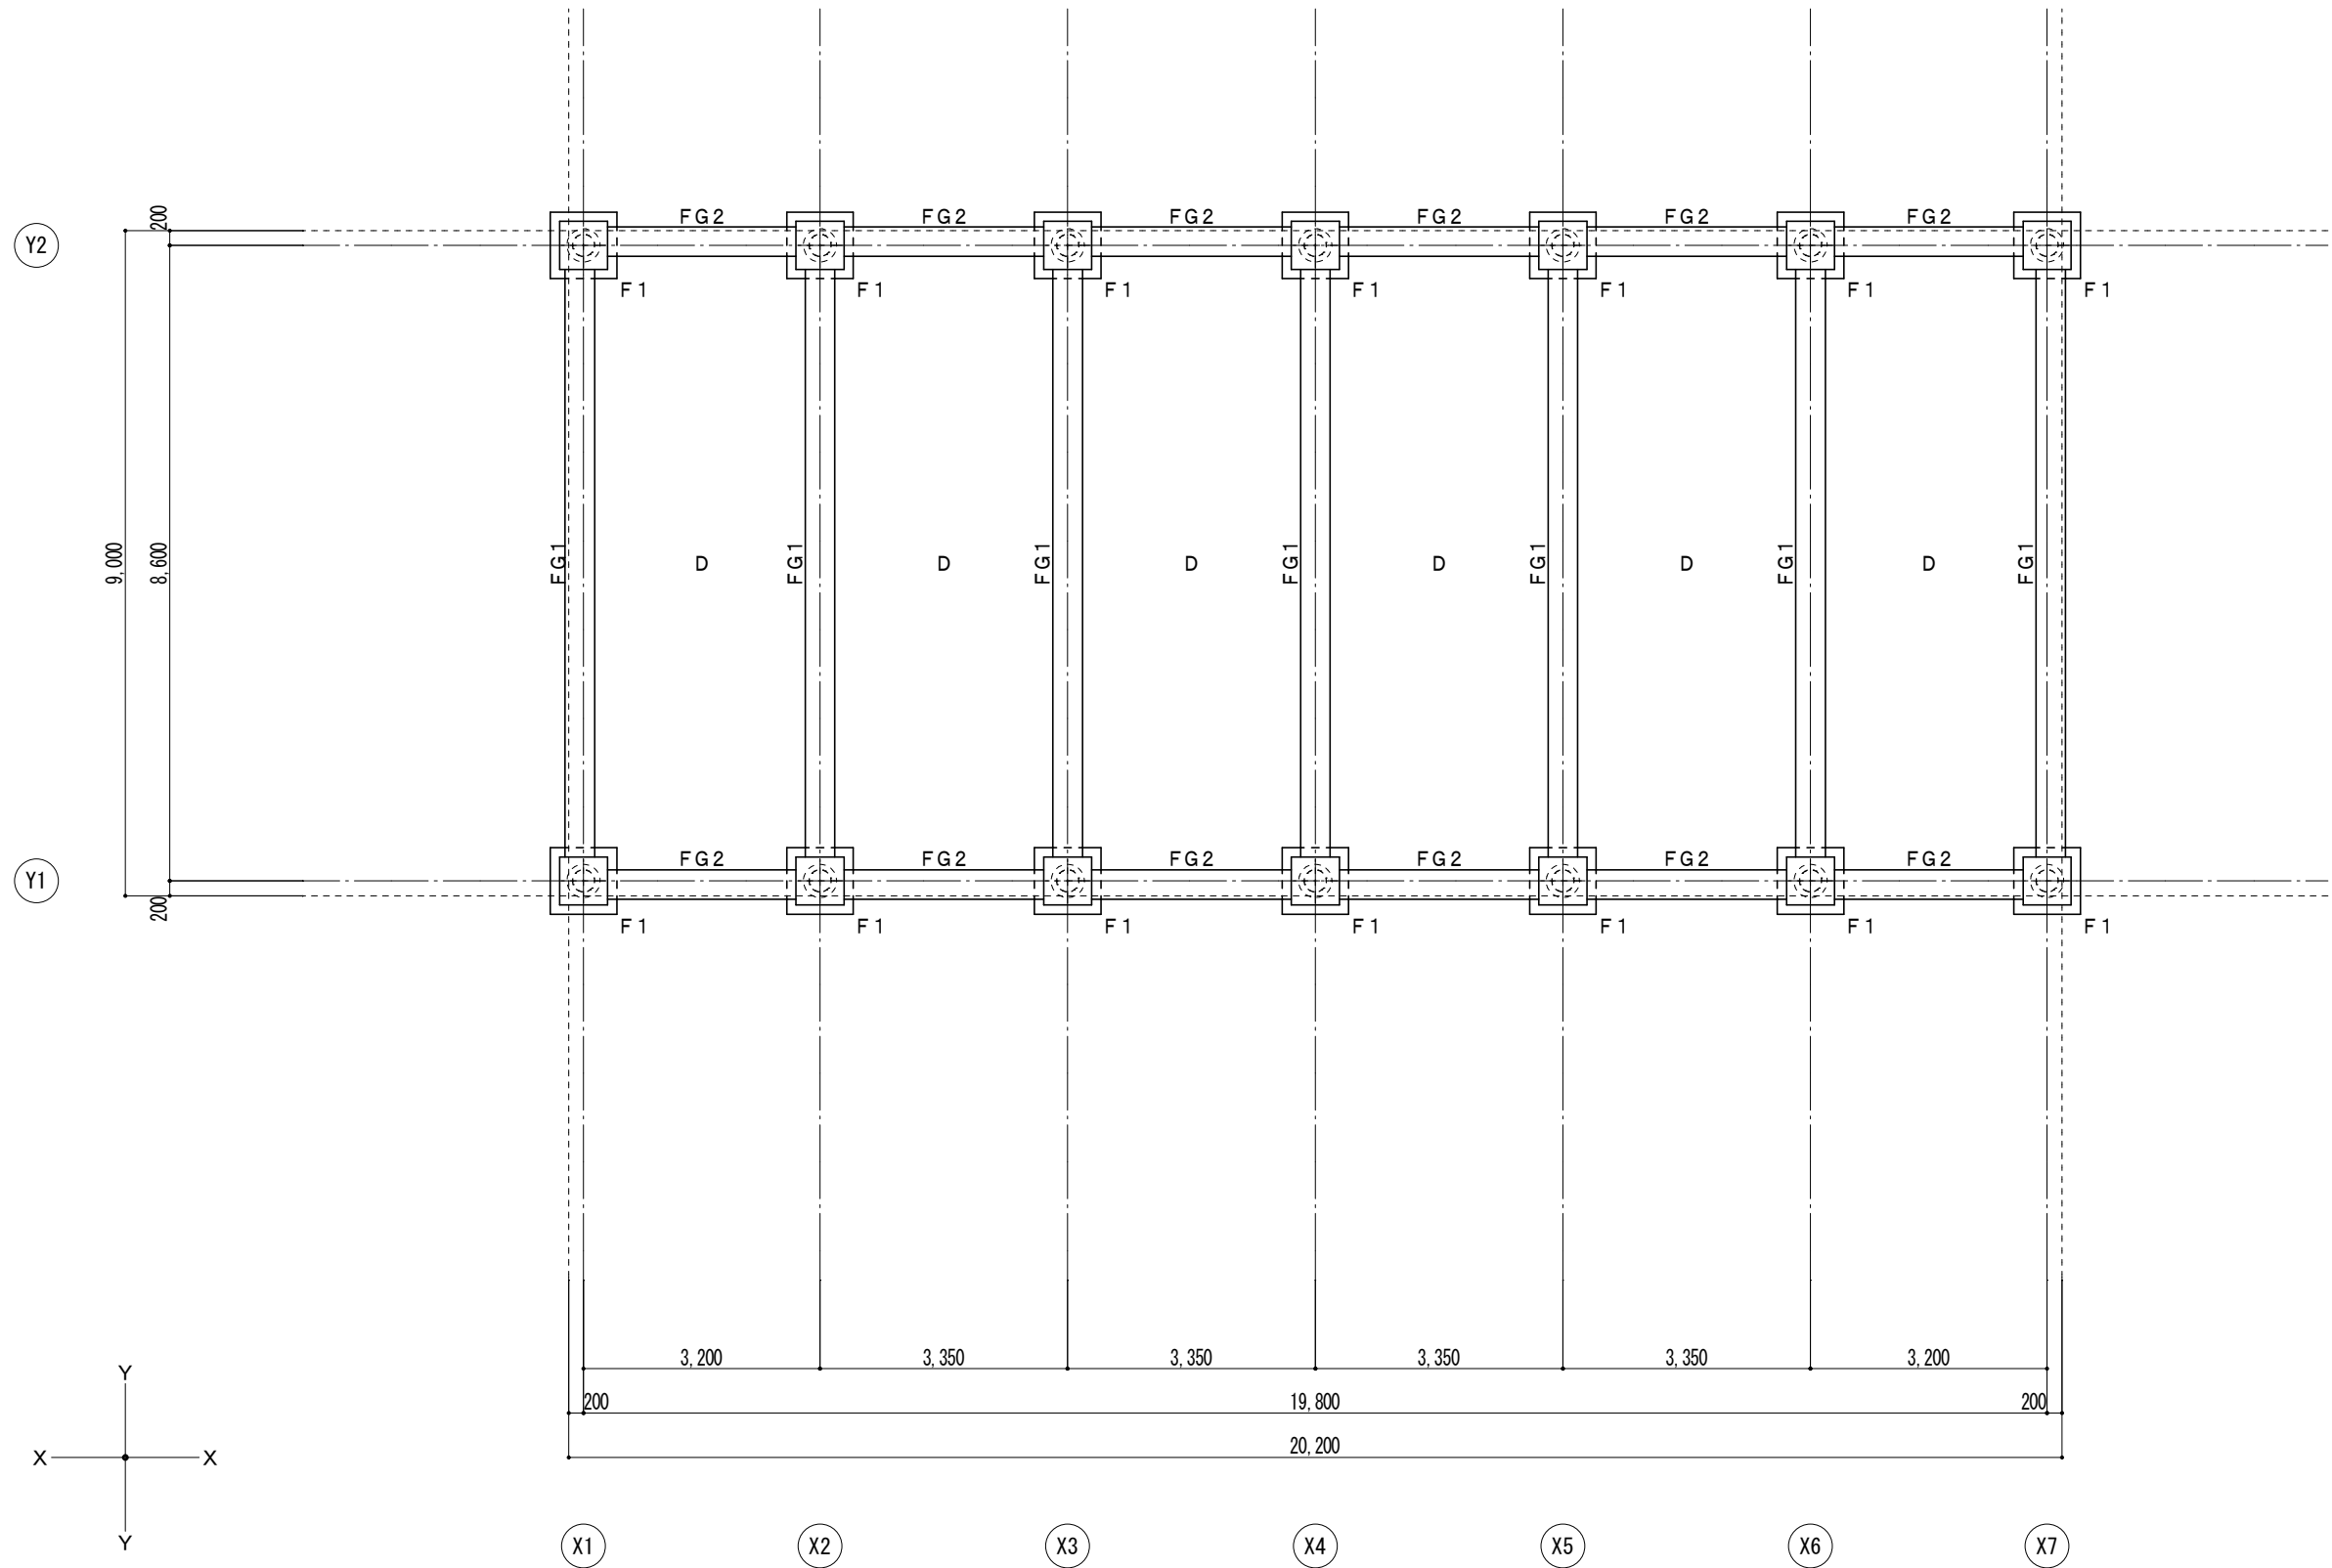 FG2 FG2 FG2 FG2 FG2 FG2
200
Y2
F1 F1 F1 F1 F1 F1 F1
9,000
8,600
FG1 D FG1 D FG1 D FG1 D FG1 D FG1 D FG1
FG2 FG2 FG2 FG2 FG2 FG2
Y1
200
F1 F1 F1 F1 F1 F1 F1
3,200 3,350 3,350 3,350 3,350 3,200
200 19,800 200
20,200
Y
X X
Y
X1 X2 X3 X4 X5 X6 X7